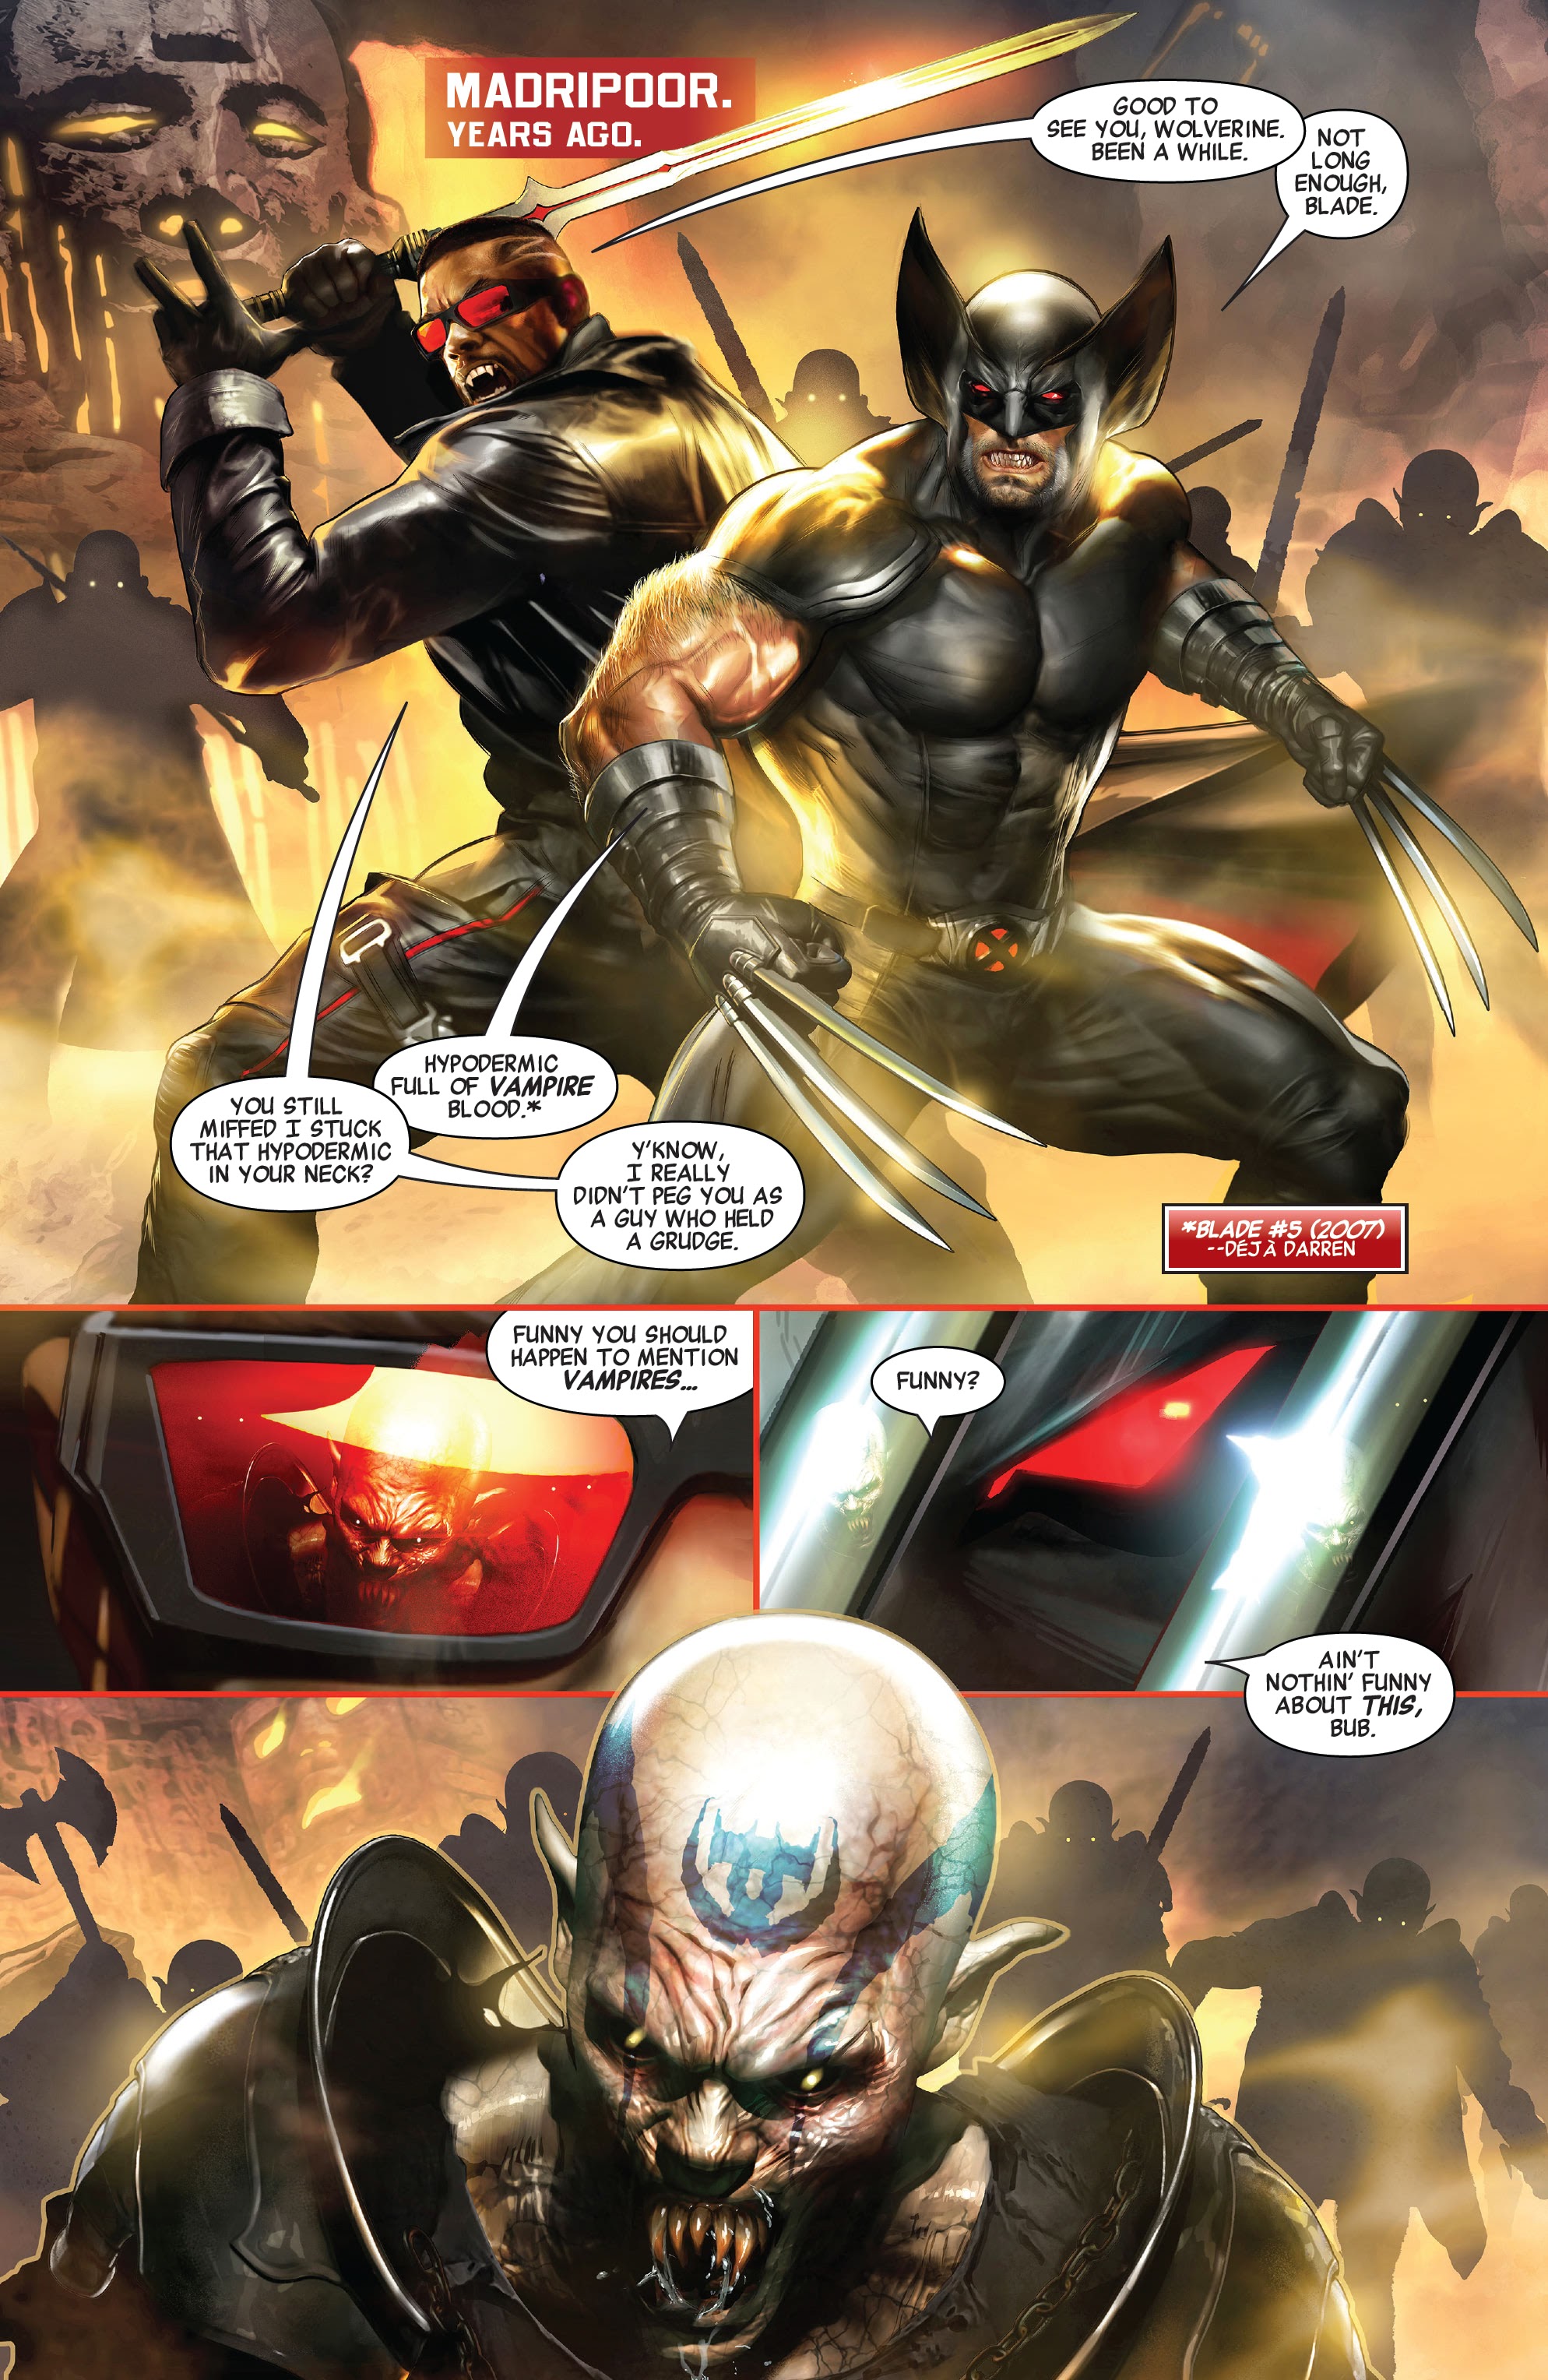 MADRIPOOR.
YEARS AGO.
GOOD TO
SEE YOU, WOLVERINE.
BEEN A WHILE.
NOT
LONG
ENOUGH,
BLADE.
YOU STILL
MIFFED I STUCK
THAT HYPODERMIC
IN YOUR NECK?
HYPODERMIC
FULL OF VAMPIRE
BLOOD.*
Y'KNOW,
I REALLY
DIDN'T PEG YOU AS
A GUY WHO HELD
A GRUDGE.
*BLADE #5 (2007)
--DÉJÀ DARREN
FUNNY YOU SHOULD
HAPPEN TO MENTION
VAMPIRES...
FUNNY?
AIN'T
NOTHIN' FUNNY
ABOUT THIS,
BUB.